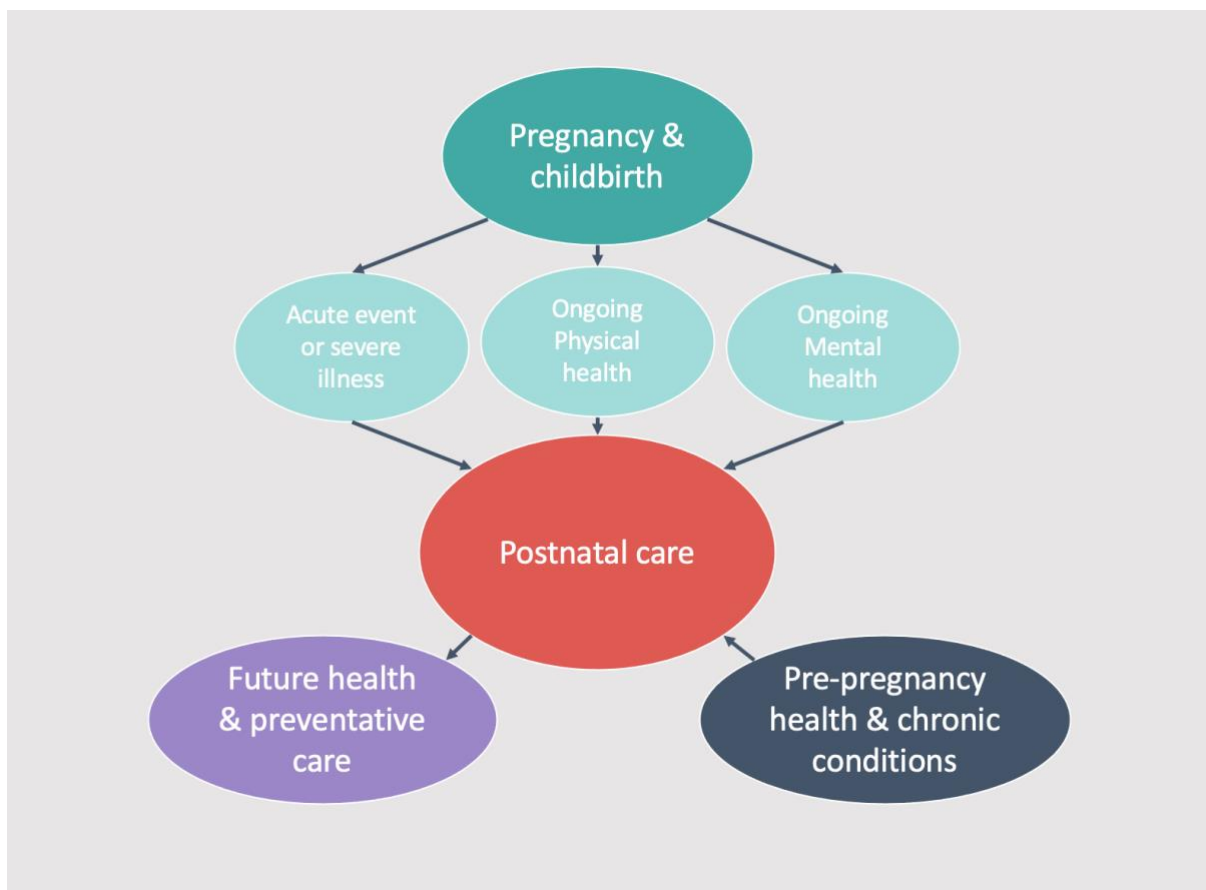 Pregnancy &
childbirth
Acute event
or severe
illness
Ongoing
Physical
health
Ongoing
Mental
health
Postnatal care
Future health
& preventative
care
Pre-pregnancy
health & chronic
conditions